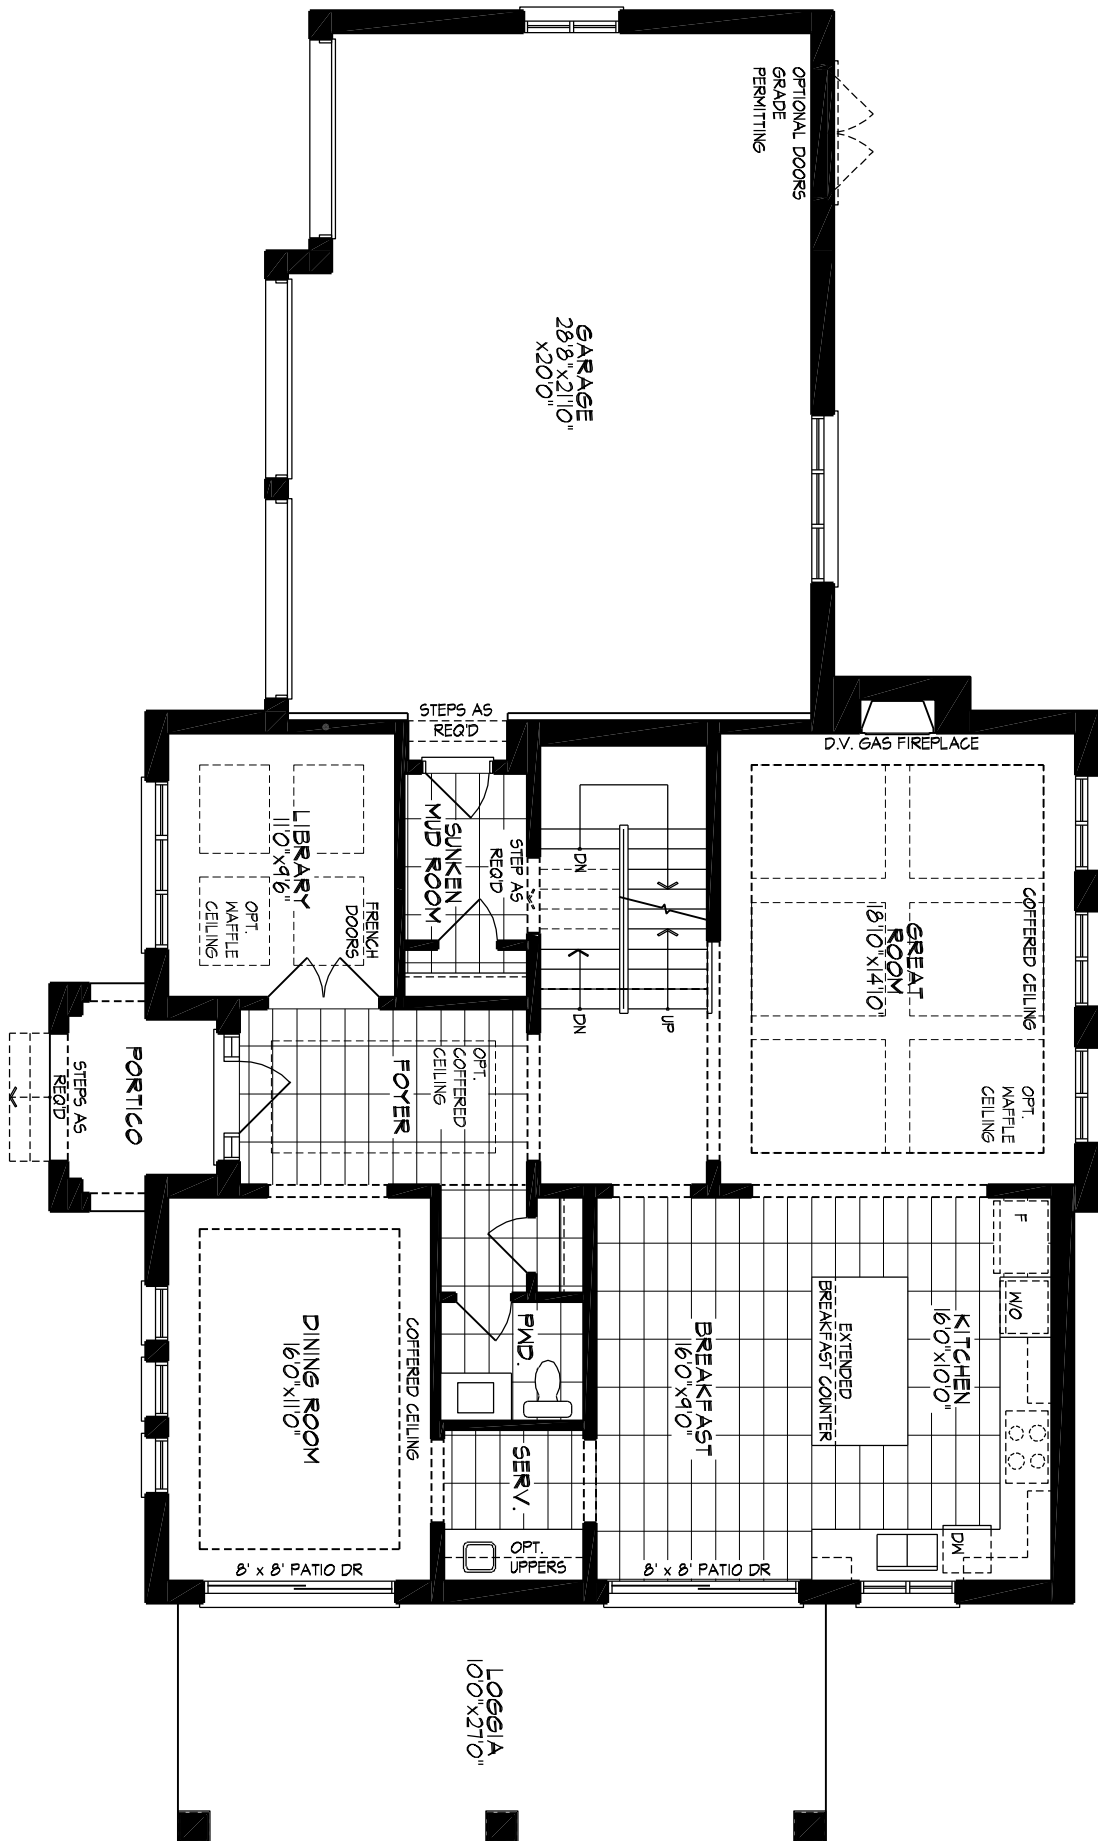 OPTIONAL DOORS
GRADE
PERMITTING
GARAGE
28'8"x21'10"
x20'0"
STEPS AS
REQ'D
D.V. GAS FIREPLACE
LIBRARY
11'0"x9'6"
OPT.
WAFFLE
CEILING
FRENCH
DOORS
SUNKEN
MUD ROOM
STEP AS
REQ'D
DN
DN
UP
GREAT
ROOM
18'0"x14'10"
COFFERED CEILING
OPT.
WAFFLE
CEILING
PORTICO
STEPS AS
REQ'D
FOYER
OPT.
COFFERED
CEILING
DINING ROOM
16'0"x11'0"
COFFERED CEILING
PWD.
SERV.
OPT.
UPPERS
BREAKFAST
16'0"x9'0"
EXTENDED
BREAKFAST COUNTER
KITCHEN
16'0"x10'0"
F
W/O
DW
8' x 8' PATIO DR
8' x 8' PATIO DR
LOGGIA
10'0"x27'0"